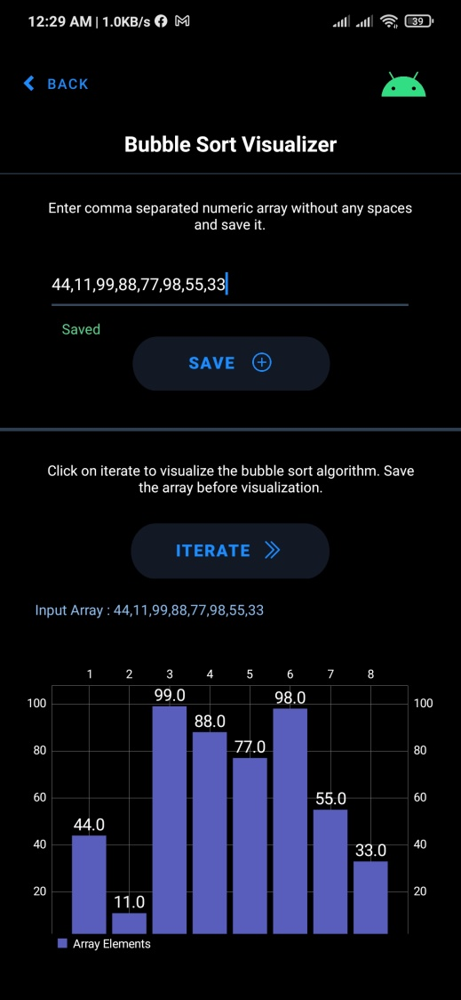 12:29 AM | 1.0KB/s
39
BACK
Bubble Sort Visualizer
Enter comma separated numeric array without any spaces
and save it.
44,11,99,88,77,98,55,33
Saved
SAVE
Click on iterate to visualize the bubble sort algorithm. Save
the array before visualization.
ITERATE
Input Array : 44,11,99,88,77,98,55,33
1 2 3 4 5 6 7 8
100 99.0 98.0 100
88.0
80 77.0 80
60 55.0 60
44.0
40 33.0 40
20 11.0 20
Array Elements